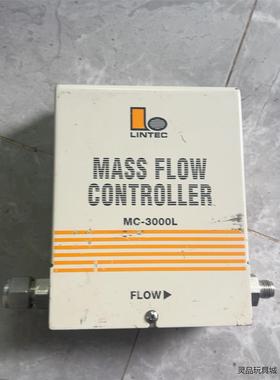 LINTEC
MASS FLOW
CONTROLLER
MC-3000L
FLOW▶
灵品玩具城